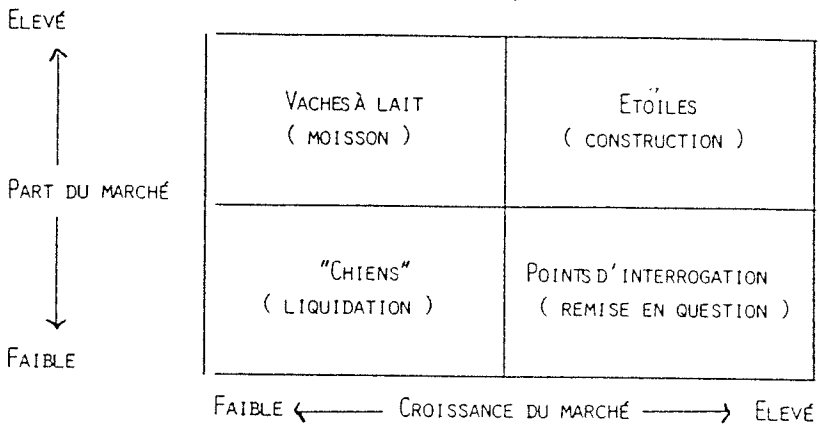 ELEVÉ
VACHES À LAIT
( MOISSON )
ETOILES
( CONSTRUCTION )
PART DU MARCHÉ
"CHIENS"
( LIQUIDATION )
POINTS D'INTERROGATION
( REMISE EN QUESTION )
FAIBLE
FAIBLE CROISSANCE DU MARCHÉ ELEVÉ